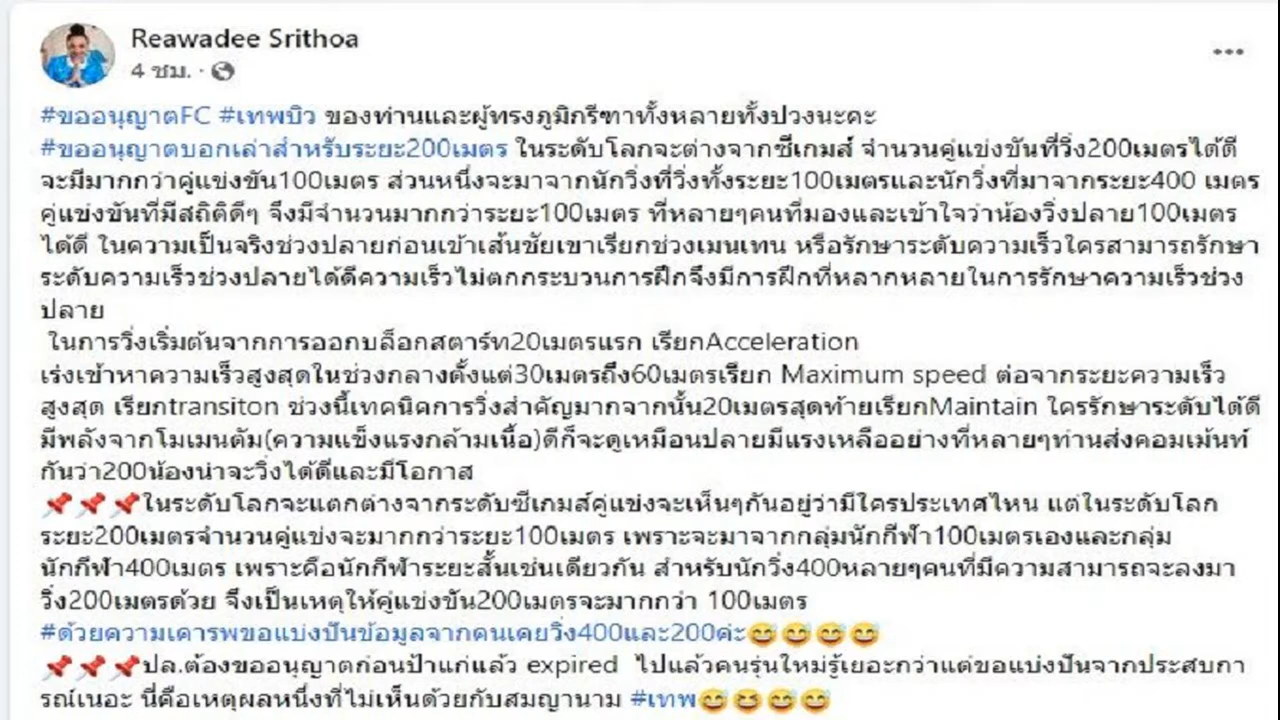 Reawadee Srithoa
4 ชม. ·
#ขออนุญาตFC #เทพบิว ของท่านและผู้ทรงภูมิกรีฑาทั้งหลายทั้งปวงนะคะ
#ขออนุญาตบอกเล่าสำหรับระยะ200เมตร ในระดับโลกจะต่างจากซีเกมส์ จำนวนคู่แข่งขันที่วิ่ง200เมตรได้ดี
จะมีมากกว่าคู่แข่งขัน100เมตร ส่วนหนึ่งจะมาจากนักวิ่งที่วิ่งทั้งระยะ100เมตรและนักวิ่งที่มาจากระยะ400 เมตร
คู่แข่งขันที่มีสถิติดีๆ จึงมีจำนวนมากกว่าระยะ100เมตร ที่หลายๆคนที่มองและเข้าใจว่าน้องวิ่งปลาย100เมตร
ได้ดี ในความเป็นจริงช่วงปลายก่อนเข้าเส้นชัยเขาเรียกช่วงเมนเทน หรือรักษาระดับความเร็วใครสามารถรักษา
ระดับความเร็วช่วงปลายได้ดีความเร็วไม่ตกกระบวนการฝึกจึงมีการฝึกที่หลากหลายในการรักษาความเร็วช่วง
ปลาย
ในการวิ่งเริ่มต้นจากการออกบล็อกสตาร์ท20เมตรแรก เรียกAcceleration
เร่งเข้าหาความเร็วสูงสุดในช่วงกลางตั้งแต่30เมตรถึง60เมตรเรียก Maximum speed ต่อจากระยะความเร็ว
สูงสุด เรียกtransiton ช่วงนี้เทคนิคการวิ่งสำคัญมากจากนั้น20เมตรสุดท้ายเรียกMaintain ใครรักษาระดับได้ดี
มีพลังจากโมเมนคัม(ความแข็งแรงกล้ามเนื้อ)ดีก็จะดูเหมือนปลายมีแรงเหลืออย่างที่หลายๆท่านส่งคอมเม้นท์
กันว่า200น้องน่าจะวิ่งได้ดีและมีโอกาส
📌📌📌ในระดับโลกจะแตกต่างจากระดับซีเกมส์คู่แข่งจะเห็นๆกันอยู่ว่ามีใครประเทศไหน แต่ในระดับโลก
ระยะ200เมตรจำนวนคู่แข่งจะมากกว่าระยะ100เมตร เพราะจะมาจากกลุ่มนักกีฬา100เมตรเองและกลุ่ม
นักกีฬา400เมตร เพราะคือนักกีฬาระยะสั้นเช่นเดียวกัน สำหรับนักวิ่ง400หลายๆคนที่มีความสามารถจะลงมา
วิ่ง200เมตรด้วย จึงเป็นเหตุให้คู่แข่งขัน200เมตรจะมากกว่า 100เมตร
#ด้วยความเคารพขอแบ่งปันข้อมูลจากคนเคยวิ่ง400และ200ค่ะ😅😅😅😅
📌📌📌ปล.ต้องขออนุญาตก่อนป้าแก่แล้ว expired ไปแล้วคนรุ่นใหม่รู้เยอะกว่าแต่ขอแบ่งปันจากประสบกา
รณ์เนอะ นี่คือเหตุผลหนึ่งที่ไม่เห็นด้วยกับสมญานาม #เทพ😅😆😅😅